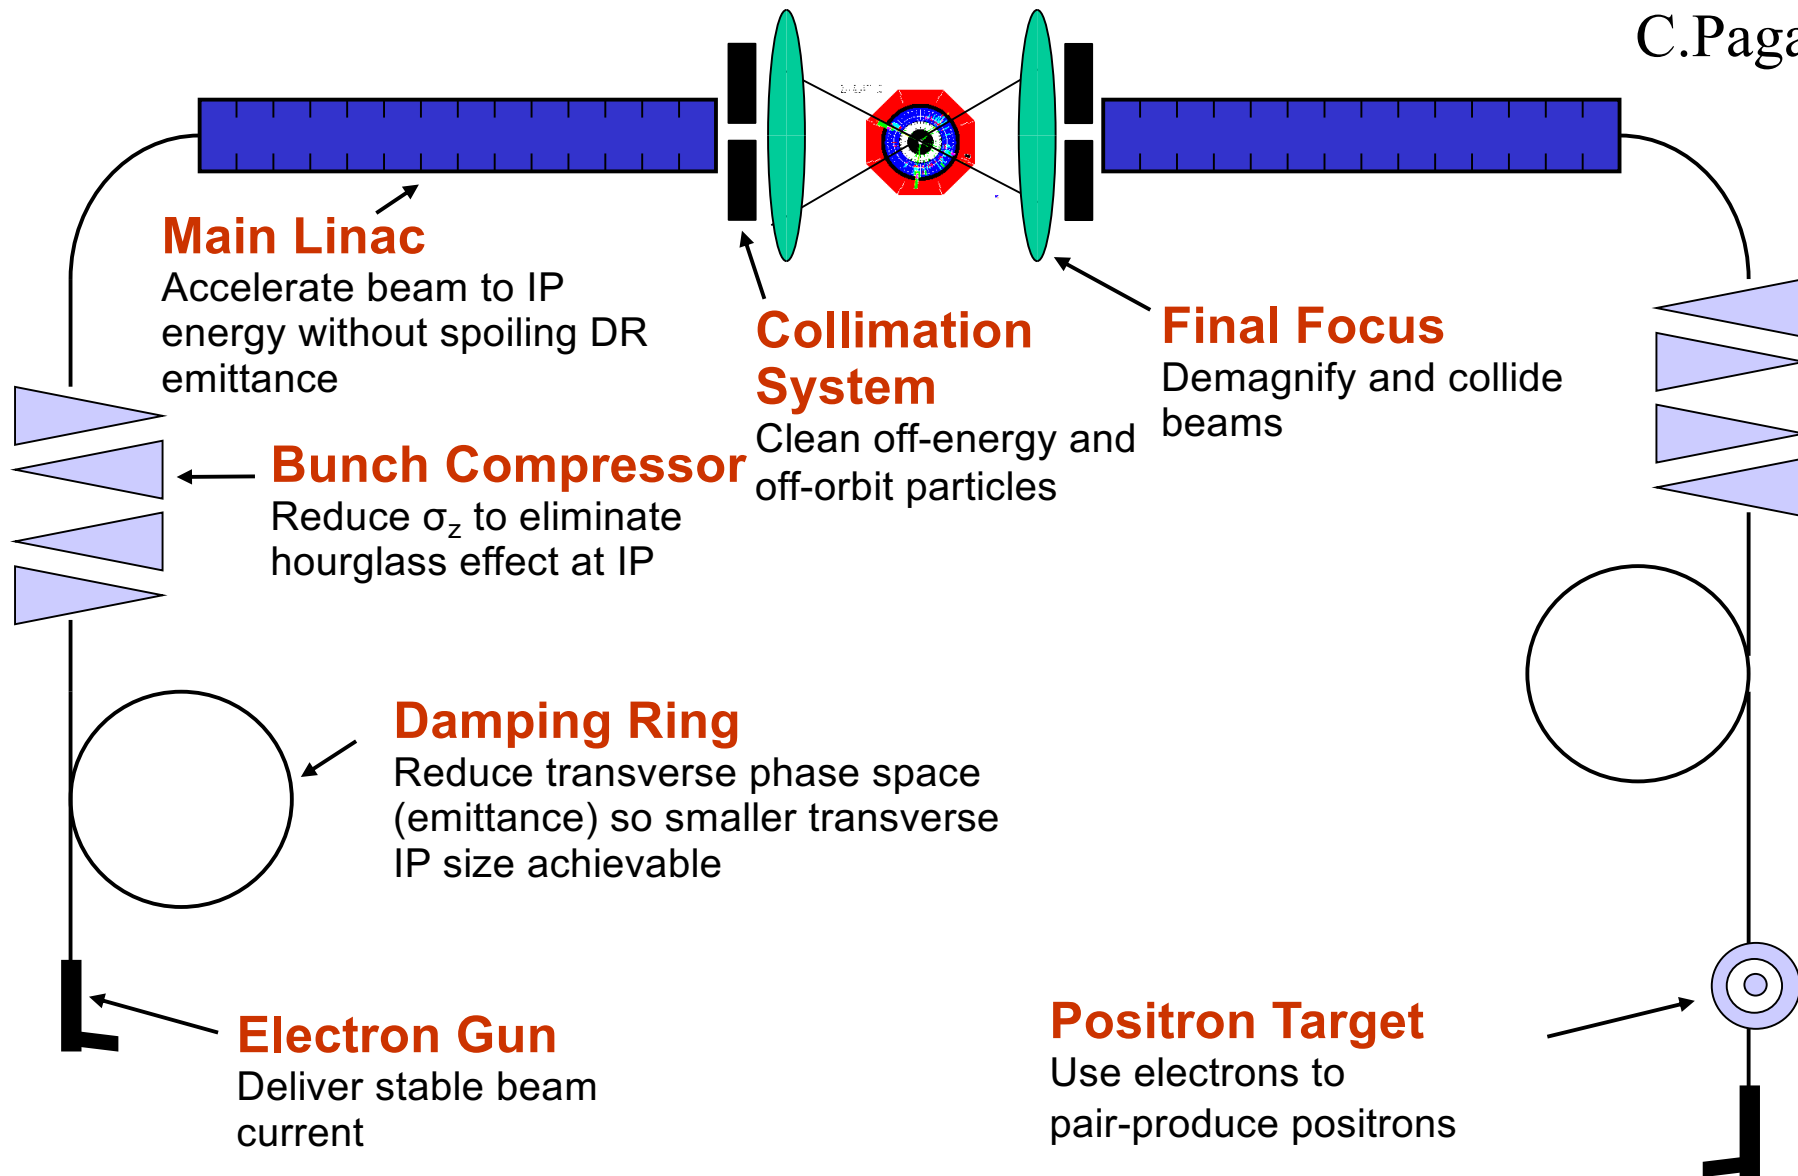 C.Paga
Main Linac
Accelerate beam to IP
energy without spoiling DR
emittance
Collimation
System
Clean off-energy and
off-orbit particles
Final Focus
Demagnify and collide
beams
Bunch Compressor
Reduce σz to eliminate
hourglass effect at IP
Damping Ring
Reduce transverse phase space
(emittance) so smaller transverse
IP size achievable
Electron Gun
Deliver stable beam
current
Positron Target
Use electrons to
pair-produce positrons